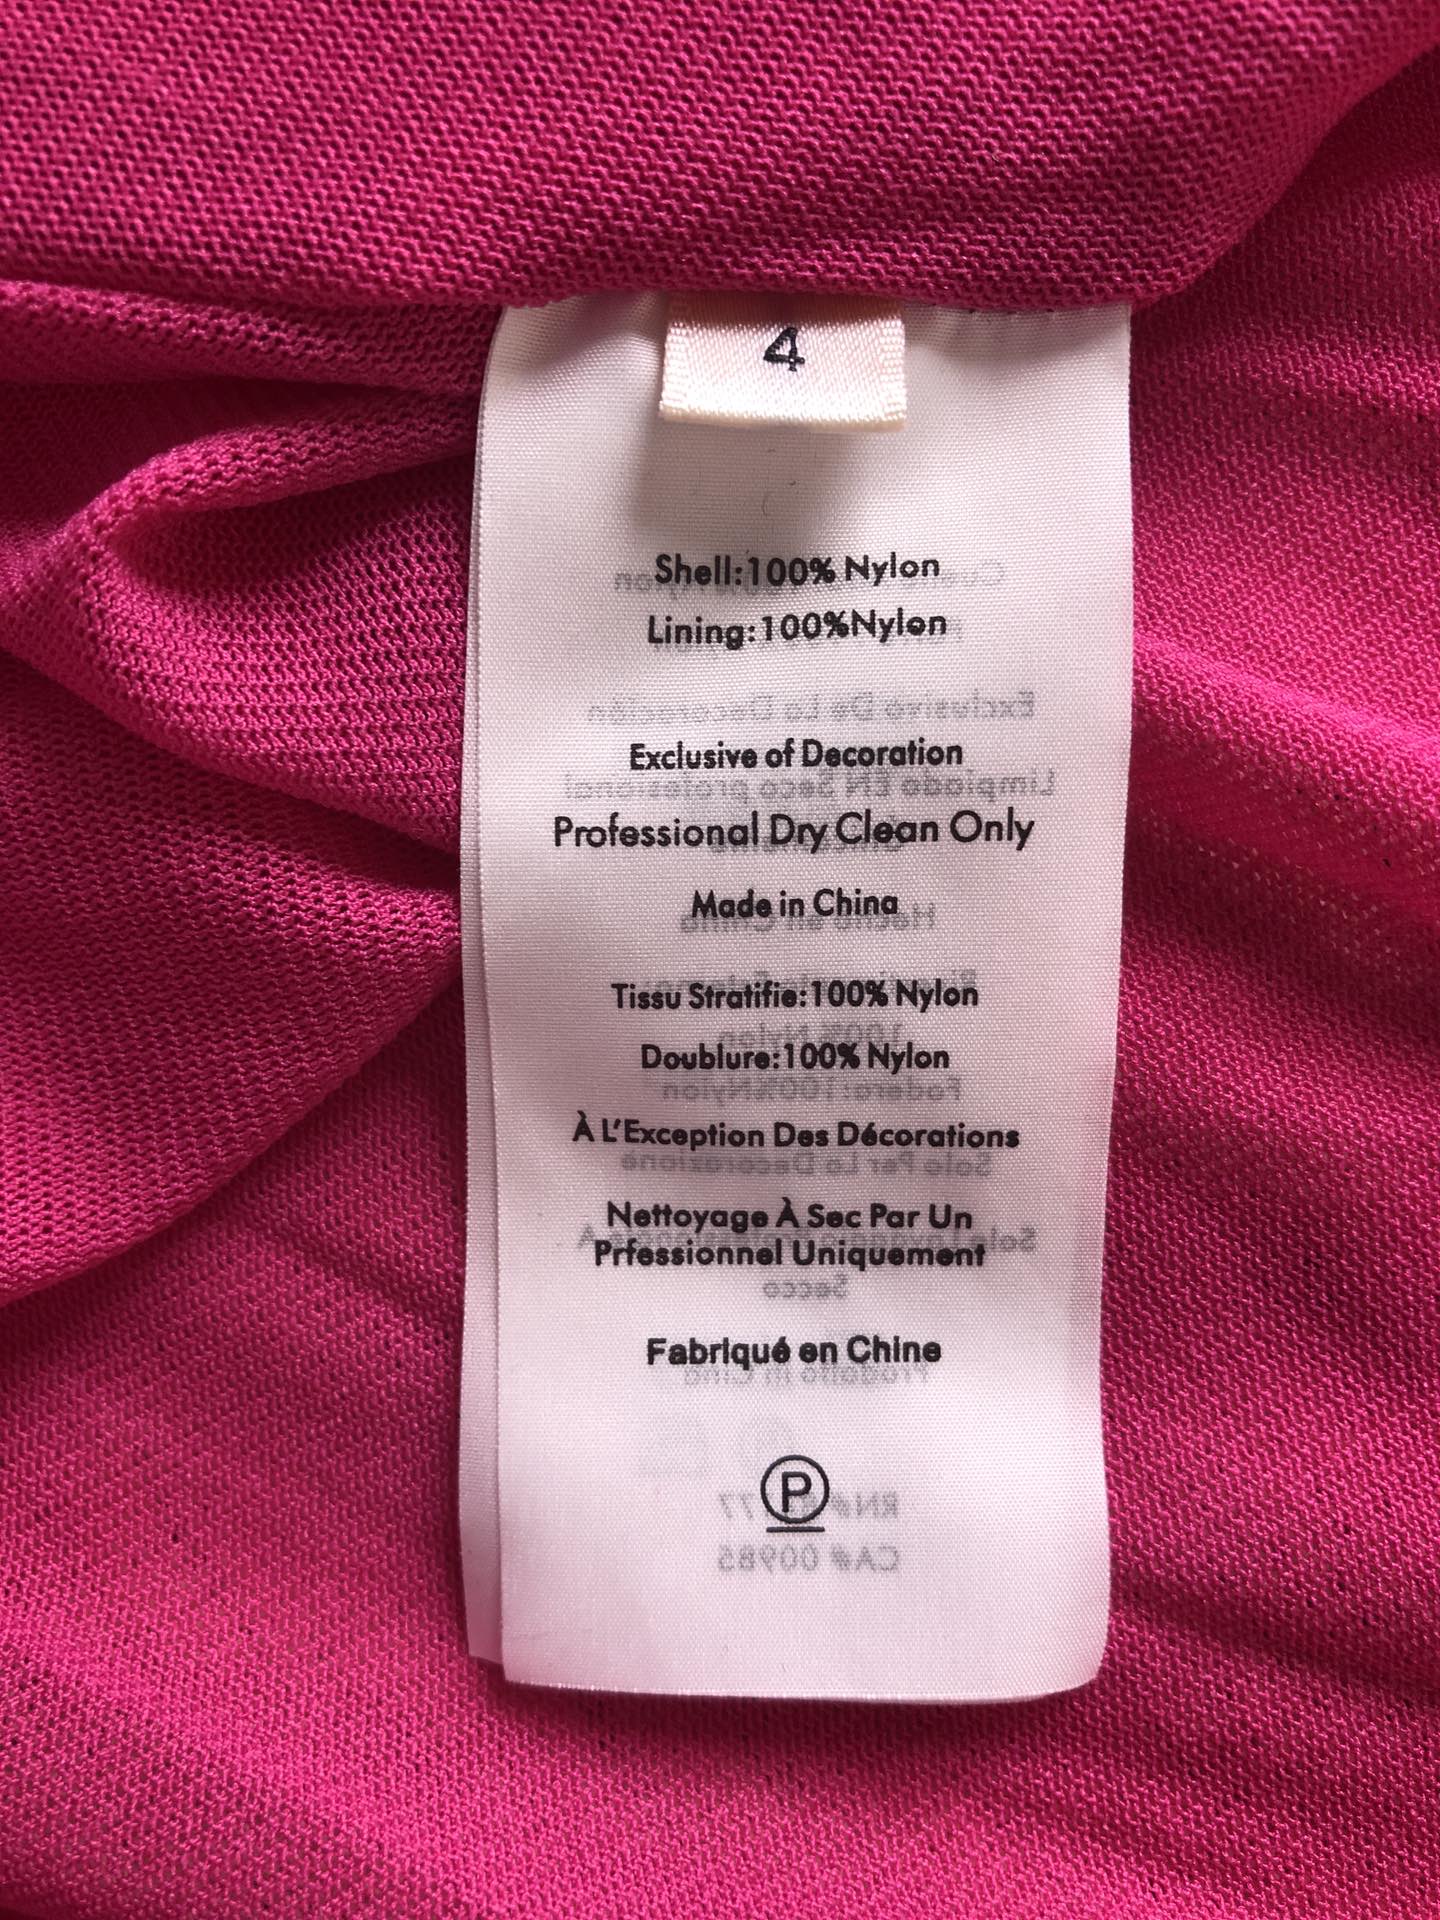 4
Shell:100% Nylon
Lining:100%Nylon
Exclusive of Decoration
Professional Dry Clean Only
Made in China
Tissu Stratifie:100% Nylon
Doublure:100% Nylon
À L'Exception Des Décorations
Nettoyage À Sec Par Un
Prfessionnel Uniquement
Fabriqué en Chine
P